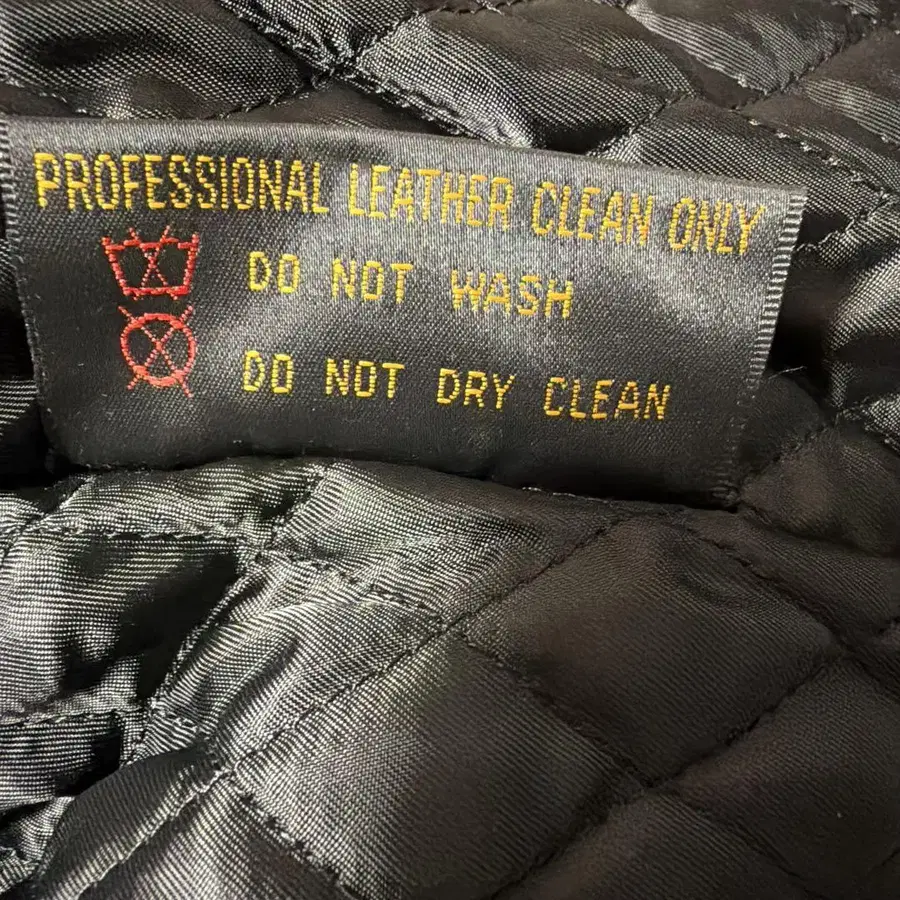 PROFESSIONAL LEATHER CLEAN ONLY
DO NOT WASH
DO NOT DRY CLEAN